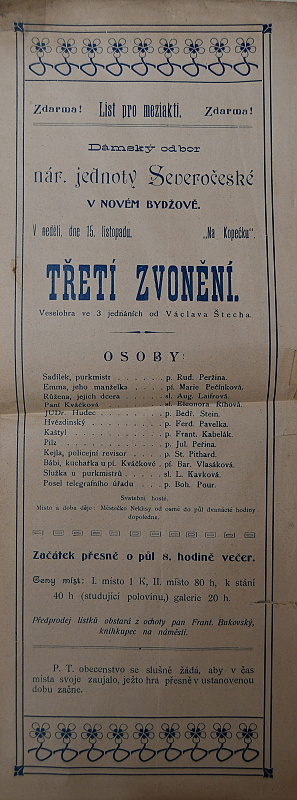 Zdarma! List pro meziakti. Zdarma!
Dámský odbor
nár. jednoty Severočeské
V NOVÉM BYDŽOVĚ.
V neděli, dne 15. listopadu. „Na Kopečku".
TŘETÍ ZVONĚNÍ.
Veselohra ve 3 jednáních od Václava Štecha.
OSOBY:
Sadílek, purkmistr . . . . . p. Rud. Peržina.
Emma, jeho manželka . . . . . pí. Marie Pečínková.
Růžena, jejich dcera . . . . . sl. Aug. Laifrová.
Paní Kváčková . . . . . sl. Eleonora Říhová.
JUDr. Hudec . . . . . p. Bedř. Stein.
Hvězdinský . . . . . p. Ferd. Pavelka.
Kaštyl . . . . . p. Frant. Kabelák.
Pilz . . . . . p. Jul. Peřina.
Kejla, policejní revisor . . . . . p. St. Pithard.
Bábi, kuchařka u pí. Kváčkové . pí. Bar. Vlasáková.
Služka u purkmistrů . . . . . sl. L. Kavková.
Posel telegrafního úřadu . . . p. Boh. Pour.
Svatební hosté.
Místo a doba děje: Městečko od osmé do půl dvanácté hodiny
dopoledne.
Začátek přesně o půl 8. hodině večer.
Ceny míst: I. místo 1 K, II. místo 80 h, k stání
40 h (studující polovinu,) galerie 20 h.
Předprodej lístků obstará z ochoty pan Frant. Bukovský,
knihkupec na náměstí.
P. T. obecenstvo se slušně žádá, aby v čas
místa svoje zaujalo, ježto hra přesně v ustanovenou
dobu začne.